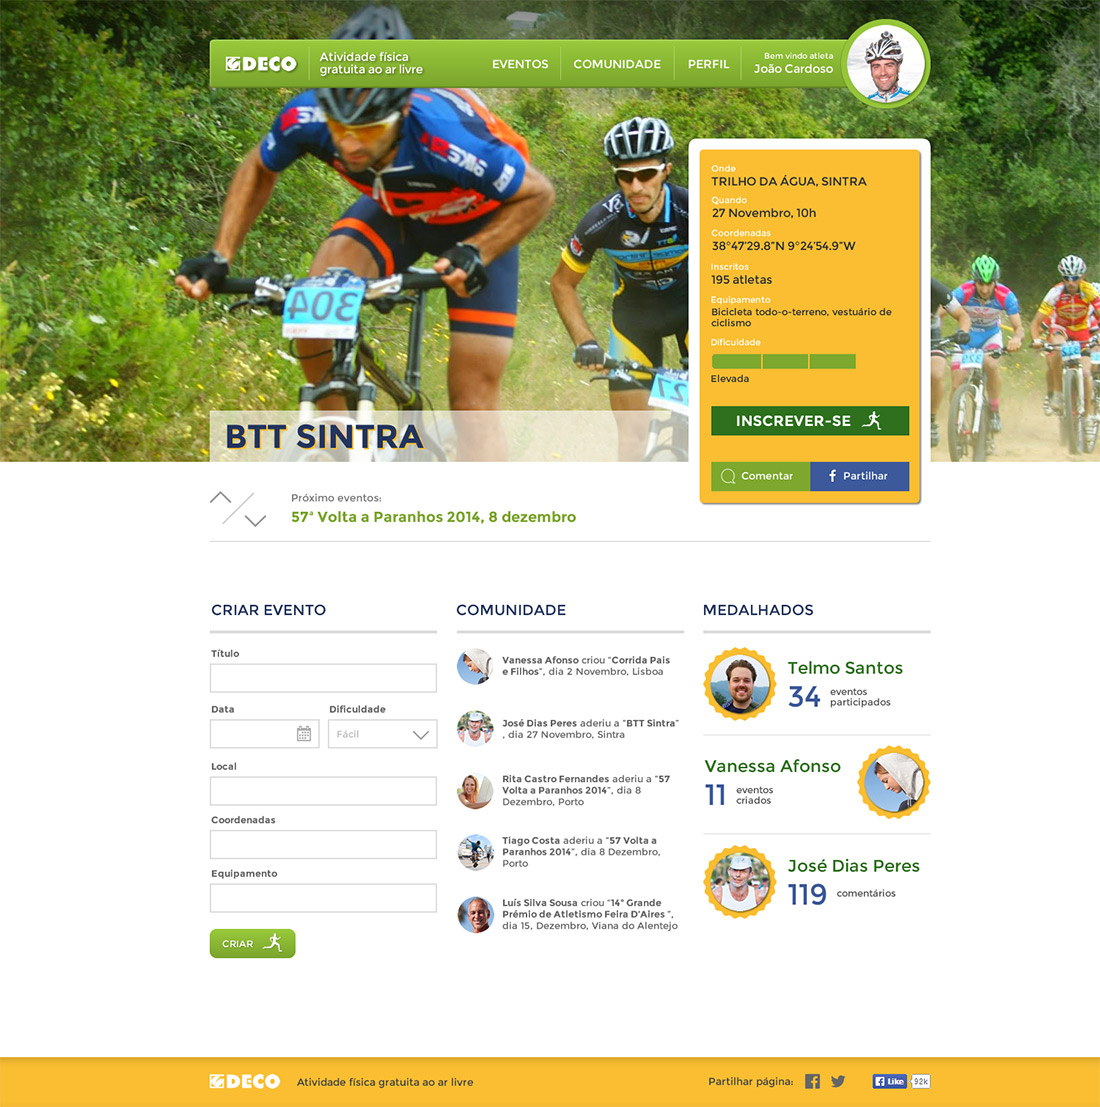 DECO
Atividade física
gratuita ao ar livre
EVENTOS
COMUNIDADE
PERFIL
Bem vindo atleta
João Cardoso
Onde
TRILHO DA ÁGUA, SINTRA
Quando
27 Novembro, 10h
Coordenadas
38°47'29.8"N 9°24'54.9"W
Inscritos
195 atletas
Equipamento
Bicicleta todo-o-terreno, vestuário de
ciclismo
Dificuldade
Elevada
INSCREVER-SE
Comentar
Partilhar
304
BTT SINTRA
Próximo eventos:
57ª Volta a Paranhos 2014, 8 dezembro
CRIAR EVENTO
Título
Data
Dificuldade
Fácil
Local
Coordenadas
Equipamento
CRIAR
COMUNIDADE
Vanessa Afonso criou "Corrida Pais
e Filhos", dia 2 Novembro, Lisboa
José Dias Peres aderiu a "BTT Sintra"
, dia 27 Novembro, Sintra
Rita Castro Fernandes aderiu a "57
Volta a Paranhos 2014", dia 8
Dezembro, Porto
Tiago Costa aderiu a "57 Volta a
Paranhos 2014", dia 8 Dezembro,
Porto
Luís Silva Sousa criou "14ª Grande
Prémio de Atletismo Feira D'Aires ",
dia 15, Dezembro, Viana do Alentejo
MEDALHADOS
Telmo Santos
34 eventos
participados
Vanessa Afonso
11 eventos
criados
José Dias Peres
119 comentários
DECO
Atividade física gratuita ao ar livre
Partilhar página:
Like
92k